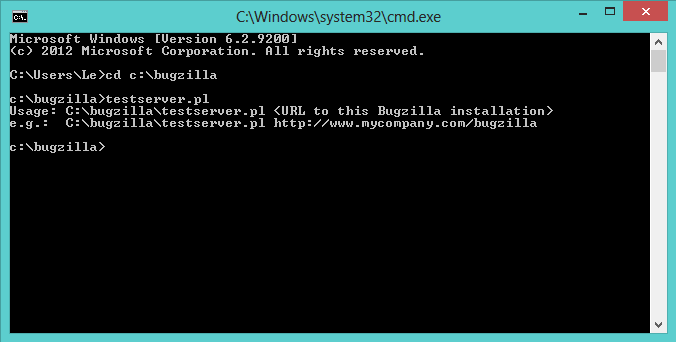 C:\Windows\system32\cmd.exe
Microsoft Windows [Version 6.2.9200]
(c) 2012 Microsoft Corporation. All rights reserved.
C:\Users\Le>cd c:\bugzilla
c:\bugzilla>testserver.pl
Usage: C:\bugzilla\testserver.pl <URL to this Bugzilla installation>
e.g.:  C:\bugzilla\testserver.pl http://www.mycompany.com/bugzilla
c:\bugzilla>